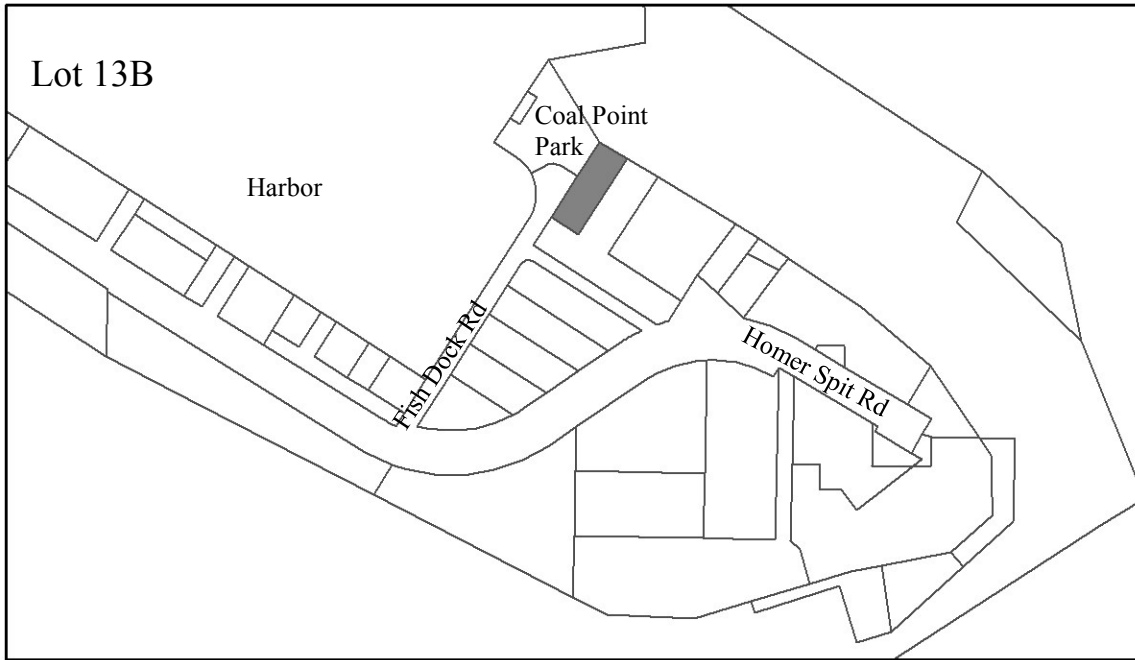 Lot 13B
Coal Point
Park
Harbor
Fish Dock Rd
Homer Spit Rd